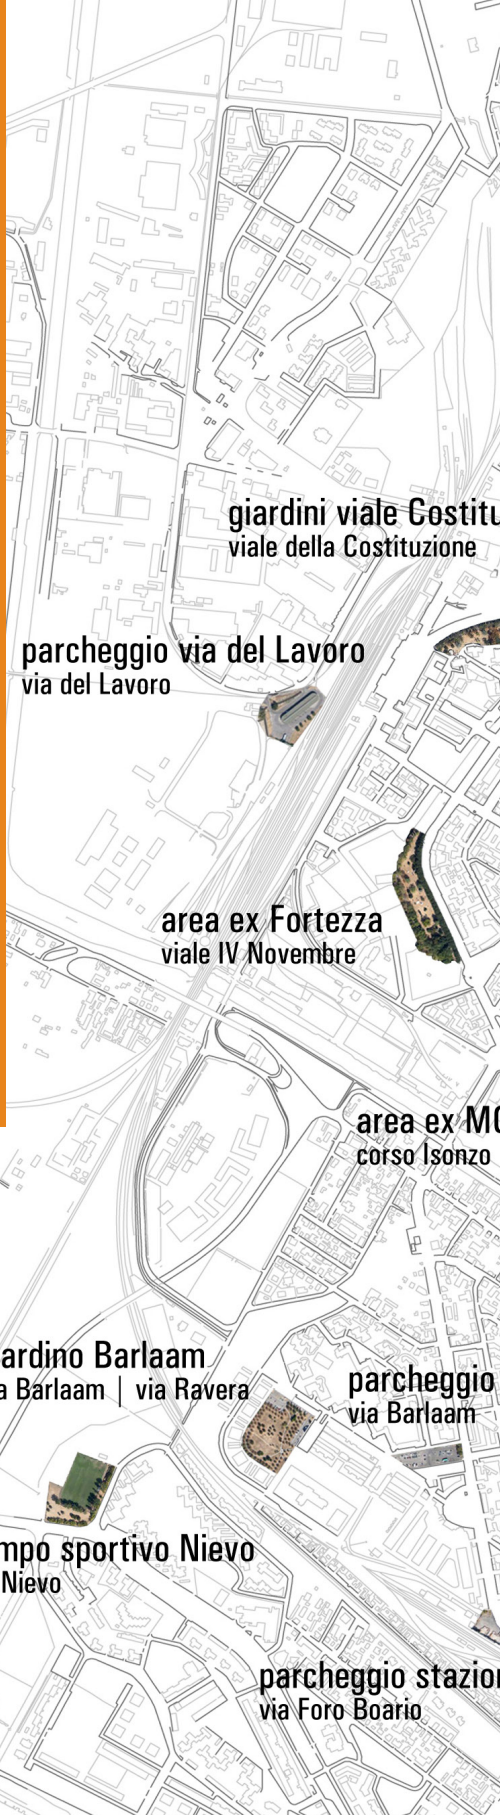 giardini viale Costitu
viale della Costituzione
parcheggio via del Lavoro
via del Lavoro
area ex Fortezza
viale IV Novembre
area ex MO
corso Isonzo
ardino Barlaam
a Barlaam | via Ravera
parcheggio
via Barlaam
mpo sportivo Nievo
Nievo
parcheggio stazion
via Foro Boario